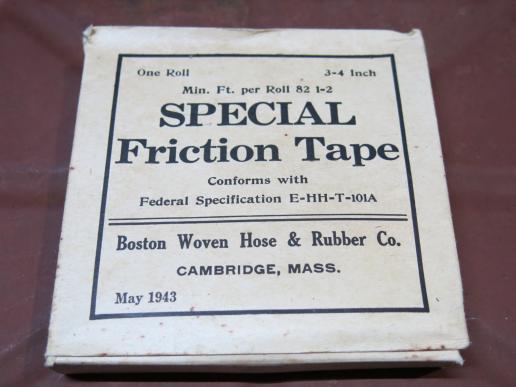 One Roll 3-4 Inch
Min. Ft. per Roll 82 1-2
SPECIAL
Friction Tape
Conforms with
Federal Specification E-HH-T-101A
Boston Woven Hose & Rubber Co.
CAMBRIDGE, MASS.
May 1943